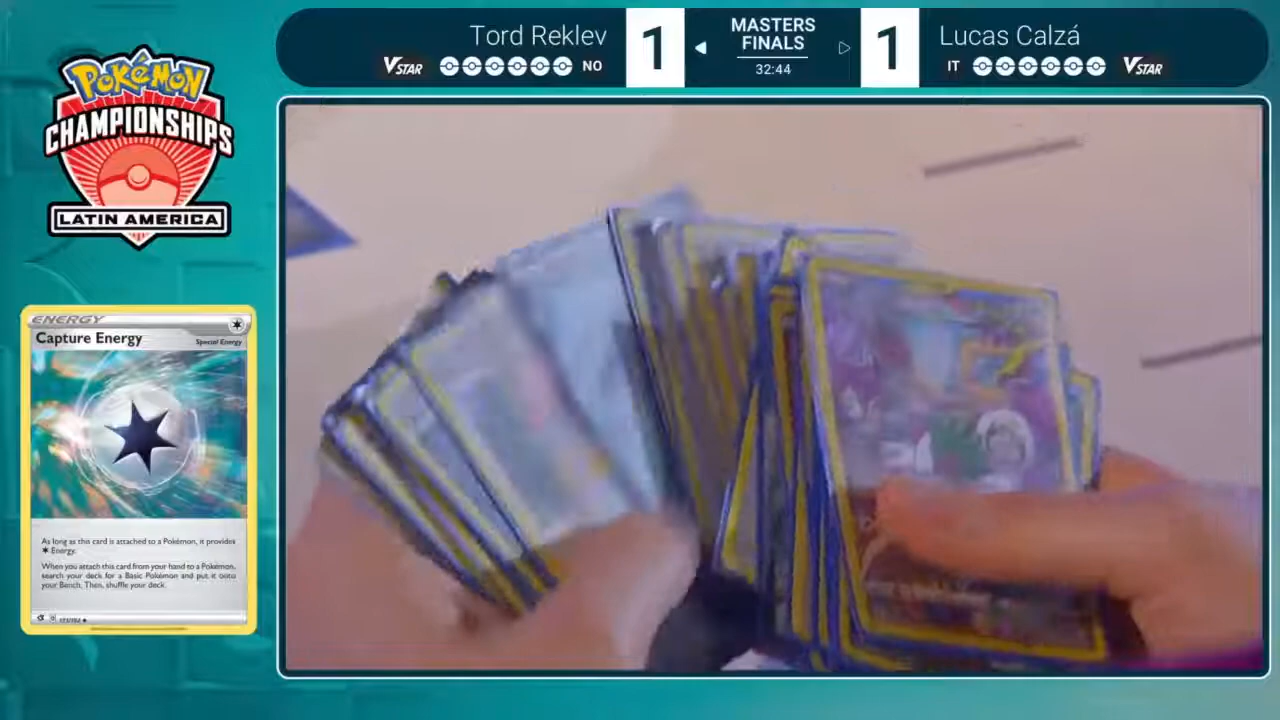 Tord Reklev
1
MASTERS
FINALS
32:44
1
Lucas Calzá
VSTAR
NO
IT
VSTAR
Pokémon
CHAMPIONSHIPS
LATIN AMERICA
ENERGY
Capture Energy
Special Energy
As long as this card is attached to a Pokémon, it provides
Energy.
When you attach this card from your hand to a Pokémon,
search your deck for a Basic Pokémon and put it onto
your Bench. Then, shuffle your deck.